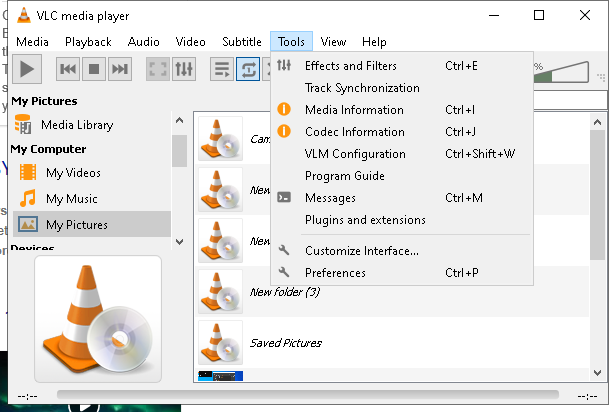 VLC media player
Media Playback Audio Video Subtitle Tools View Help
Effects and Filters Ctrl+E
Track Synchronization
Media Information Ctrl+I
Codec Information Ctrl+J
VLM Configuration Ctrl+Shift+W
Program Guide
Messages Ctrl+M
Plugins and extensions
Customize Interface...
Preferences Ctrl+P
%
My Pictures
Media Library
My Computer
My Videos
My Music
My Pictures
Devices
Cam
New
New
New folder (3)
Saved Pictures
--:-- --:--